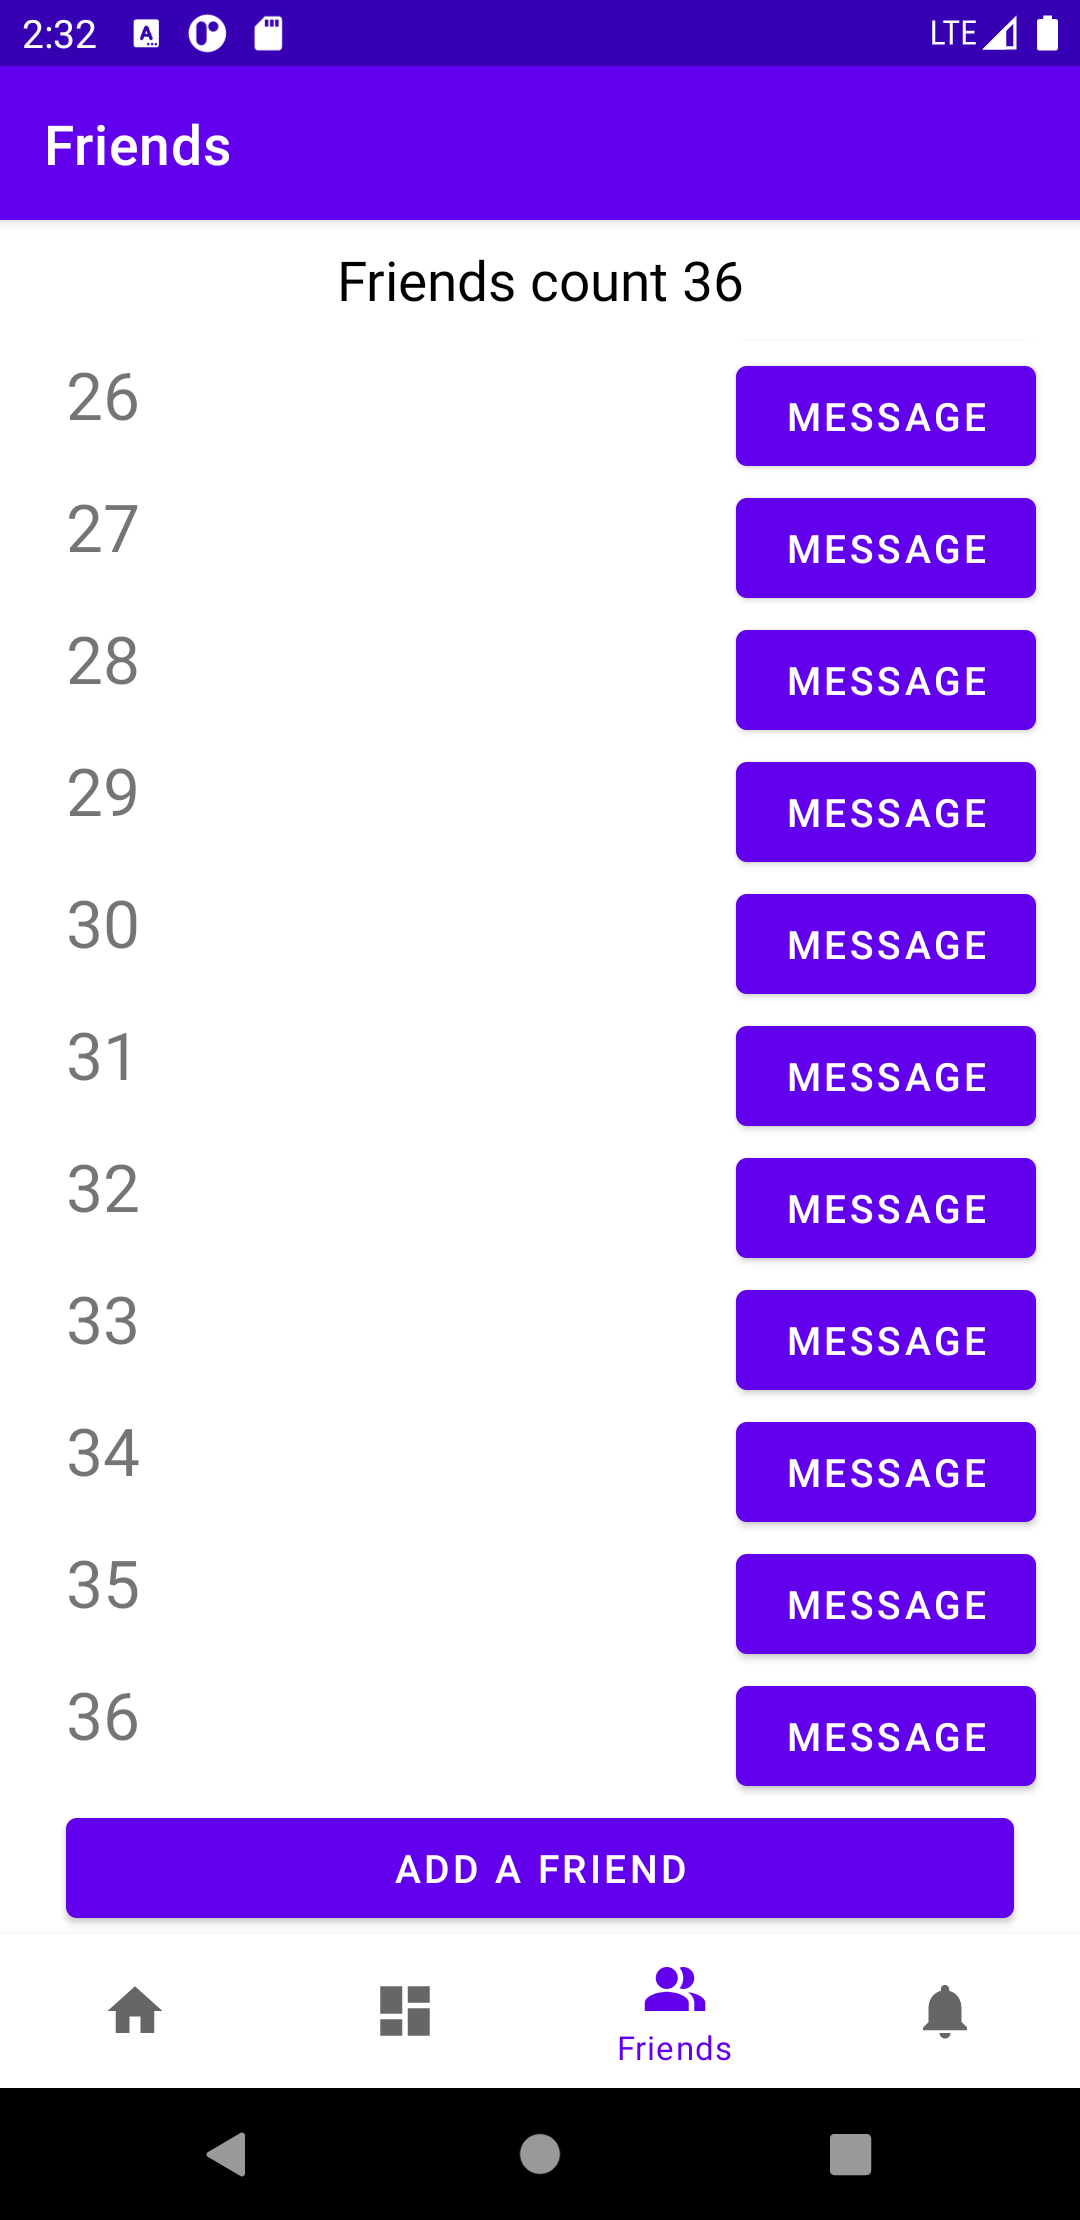 2:32 LTE
Friends
Friends count 36
26 MESSAGE
27 MESSAGE
28 MESSAGE
29 MESSAGE
30 MESSAGE
31 MESSAGE
32 MESSAGE
33 MESSAGE
34 MESSAGE
35 MESSAGE
36 MESSAGE
ADD A FRIEND
Friends